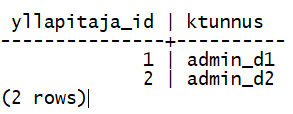 yllapitaja_id | ktunnus
---------------+-----------
1 | admin_d1
2 | admin_d2
(2 rows)